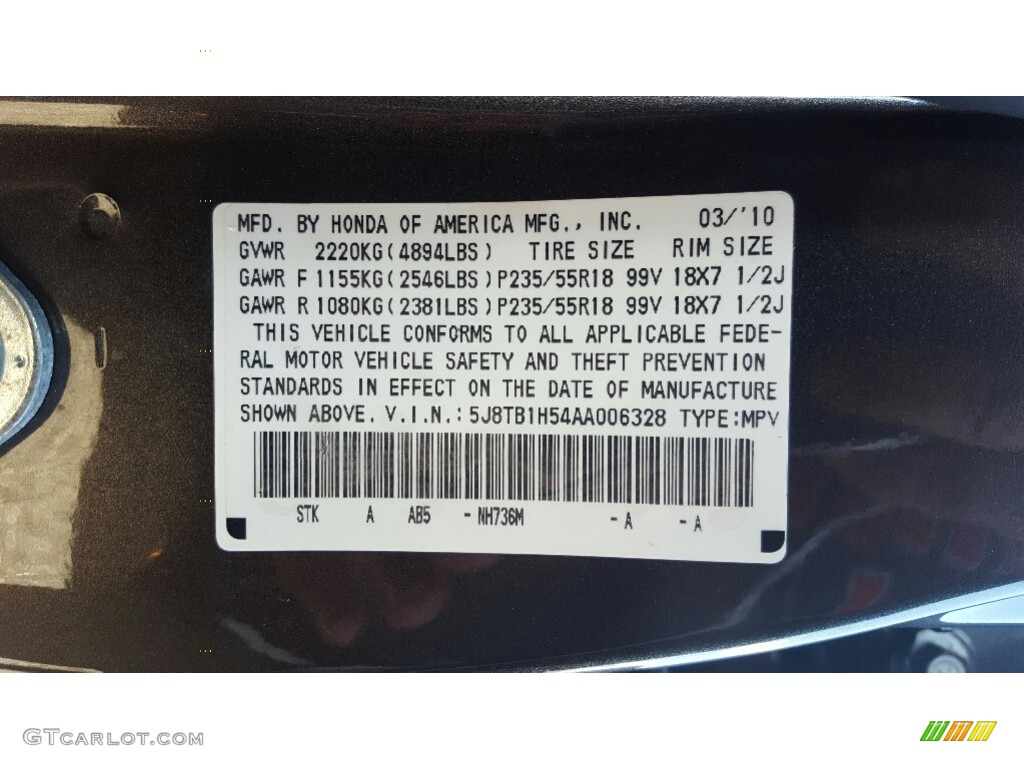 MFD. BY HONDA OF AMERICA MFG., INC. 03/'10
GVWR 2220KG(4894LBS) TIRE SIZE RIM SIZE
GAWR F 1155KG(2546LBS) P235/55R18 99V 18X7 1/2J
GAWR R 1080KG(2381LBS) P235/55R18 99V 18X7 1/2J
THIS VEHICLE CONFORMS TO ALL APPLICABLE FEDE-
RAL MOTOR VEHICLE SAFETY AND THEFT PREVENTION
STANDARDS IN EFFECT ON THE DATE OF MANUFACTURE
SHOWN ABOVE. V.I.N.: 5J8TB1H54AA006328 TYPE:MPV
STK A AB5 - NH736M - A - A
GTCARLOT.COM